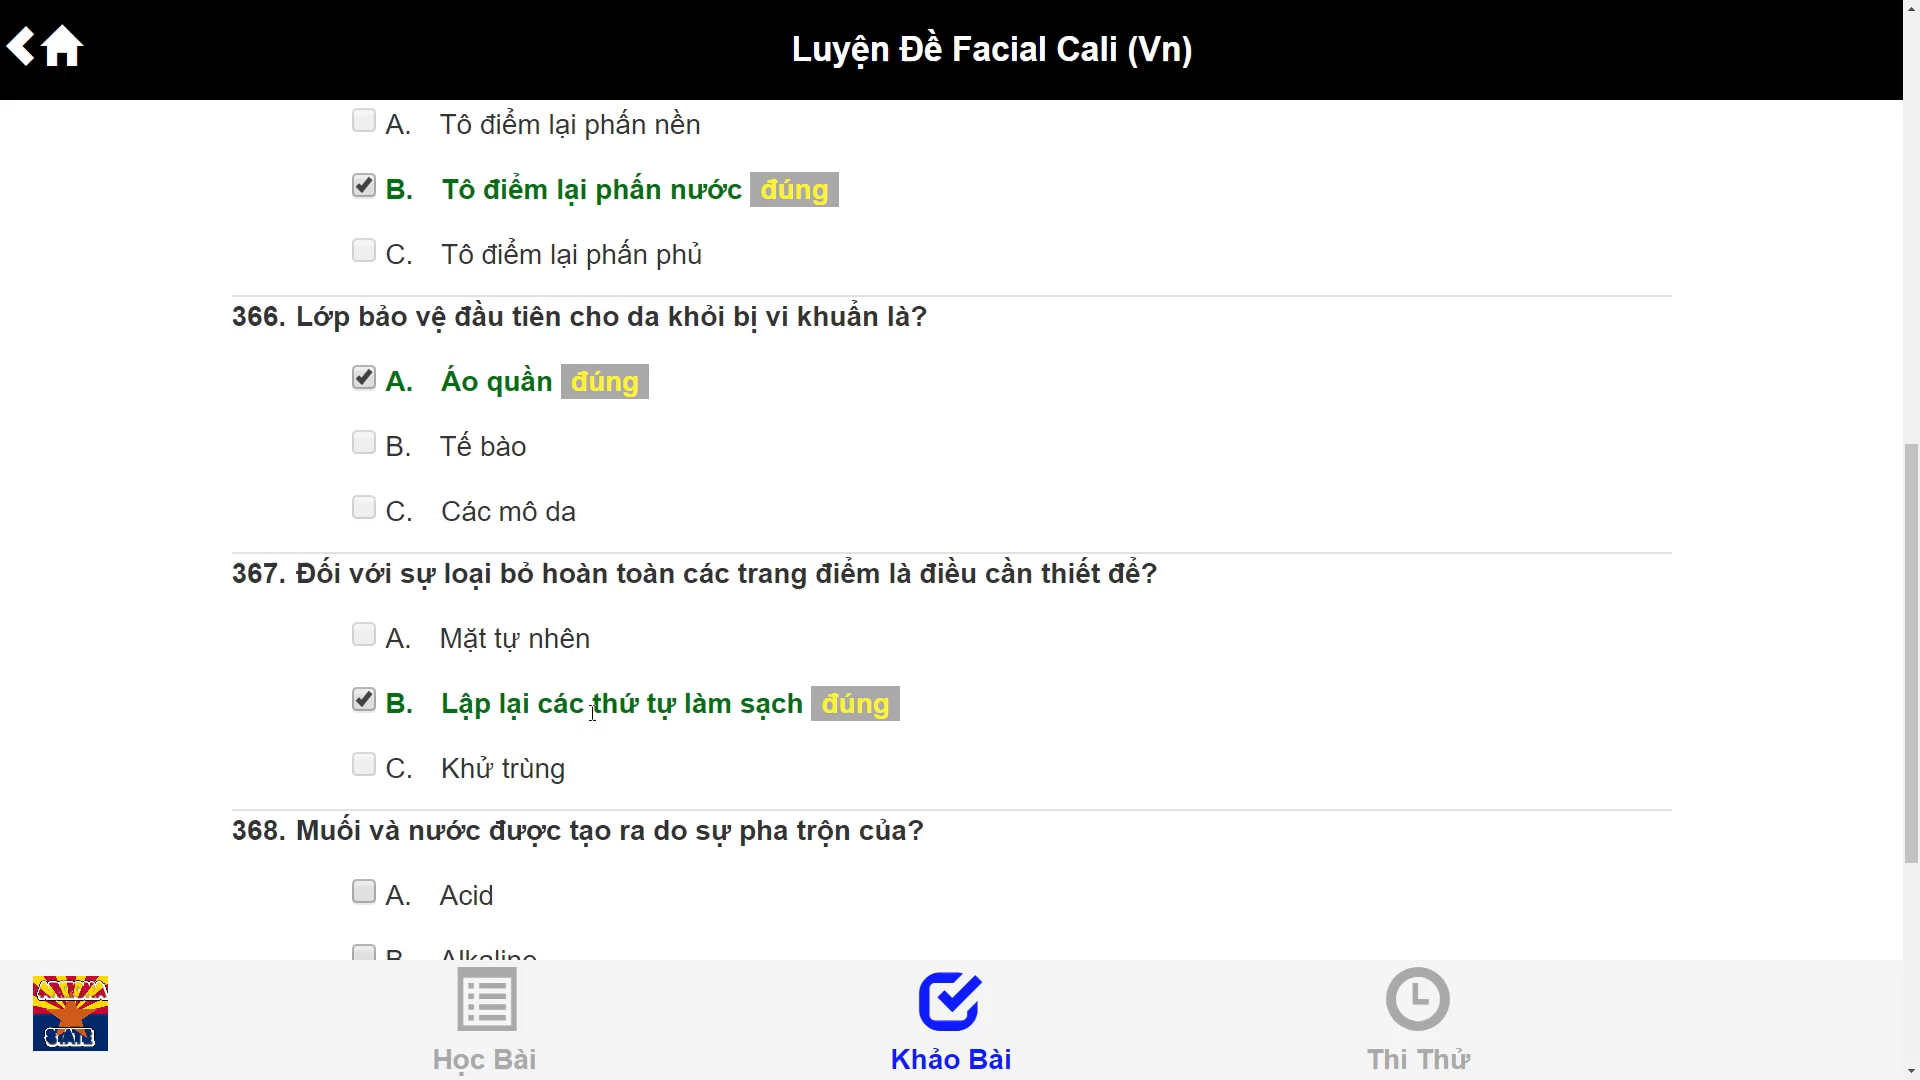 Luyện Đề Facial Cali (Vn)
A. Tô điểm lại phấn nền
B. Tô điểm lại phấn nước đúng
C. Tô điểm lại phấn phủ
366. Lớp bảo vệ đầu tiên cho da khỏi bị vi khuẩn là?
A. Áo quần đúng
B. Tế bào
C. Các mô da
367. Đối với sự loại bỏ hoàn toàn các trang điểm là điều cần thiết để?
A. Mặt tự nhên
B. Lập lại các thứ tự làm sạch đúng
C. Khử trùng
368. Muối và nước được tạo ra do sự pha trộn của?
A. Acid
B. Alkaline
ARIZONA
STATE
Học Bài
Khảo Bài
Thi Thử